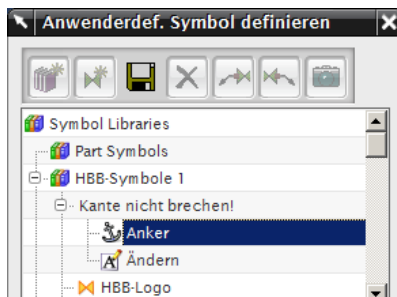 Anwenderdef. Symbol definieren
Symbol Libraries
Part Symbols
HBB-Symbole 1
Kante nicht brechen!
Anker
Ändern
HBB-Logo